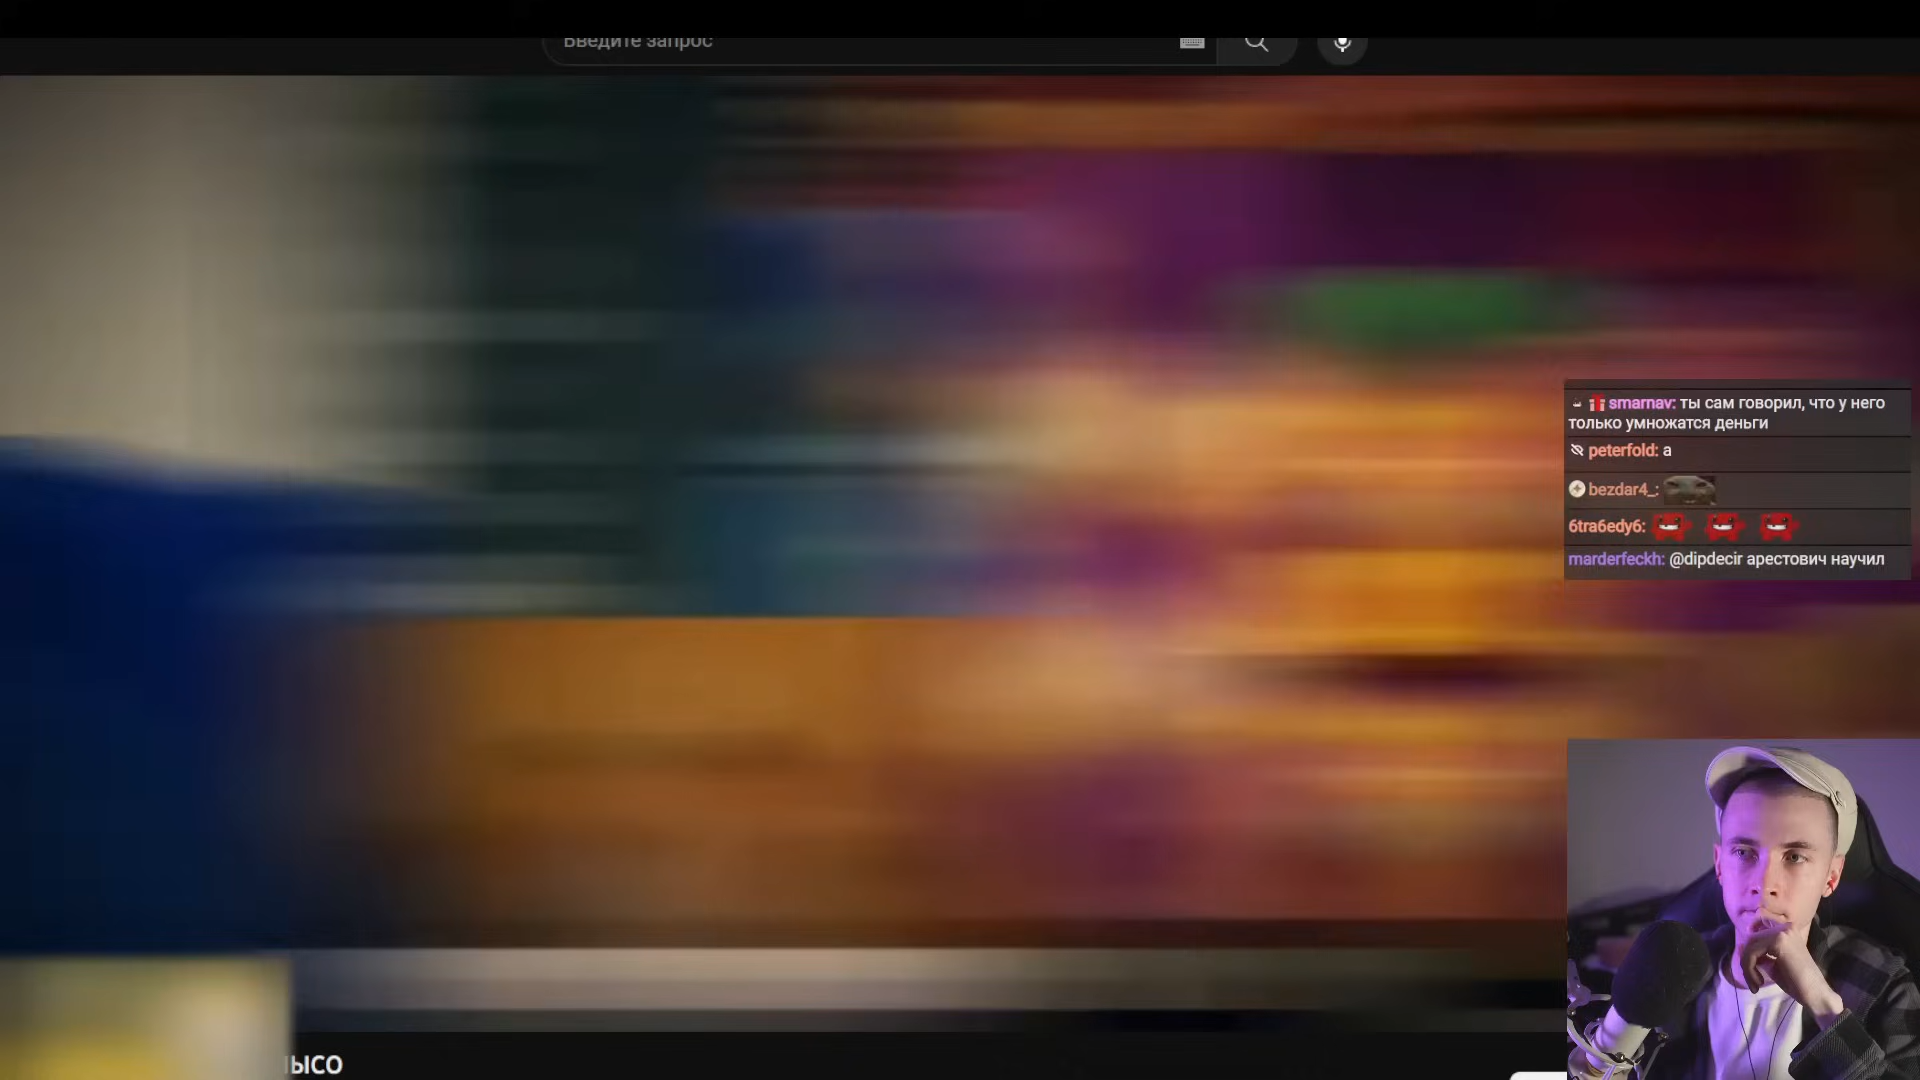 Введите запрос
smarnav: ты сам говорил, что у него
только умножатся деньги
peterfold: a
bezdar4_:
6tra6edy6:
marderfeckh: @dipdecir арестович научил
ЫСО